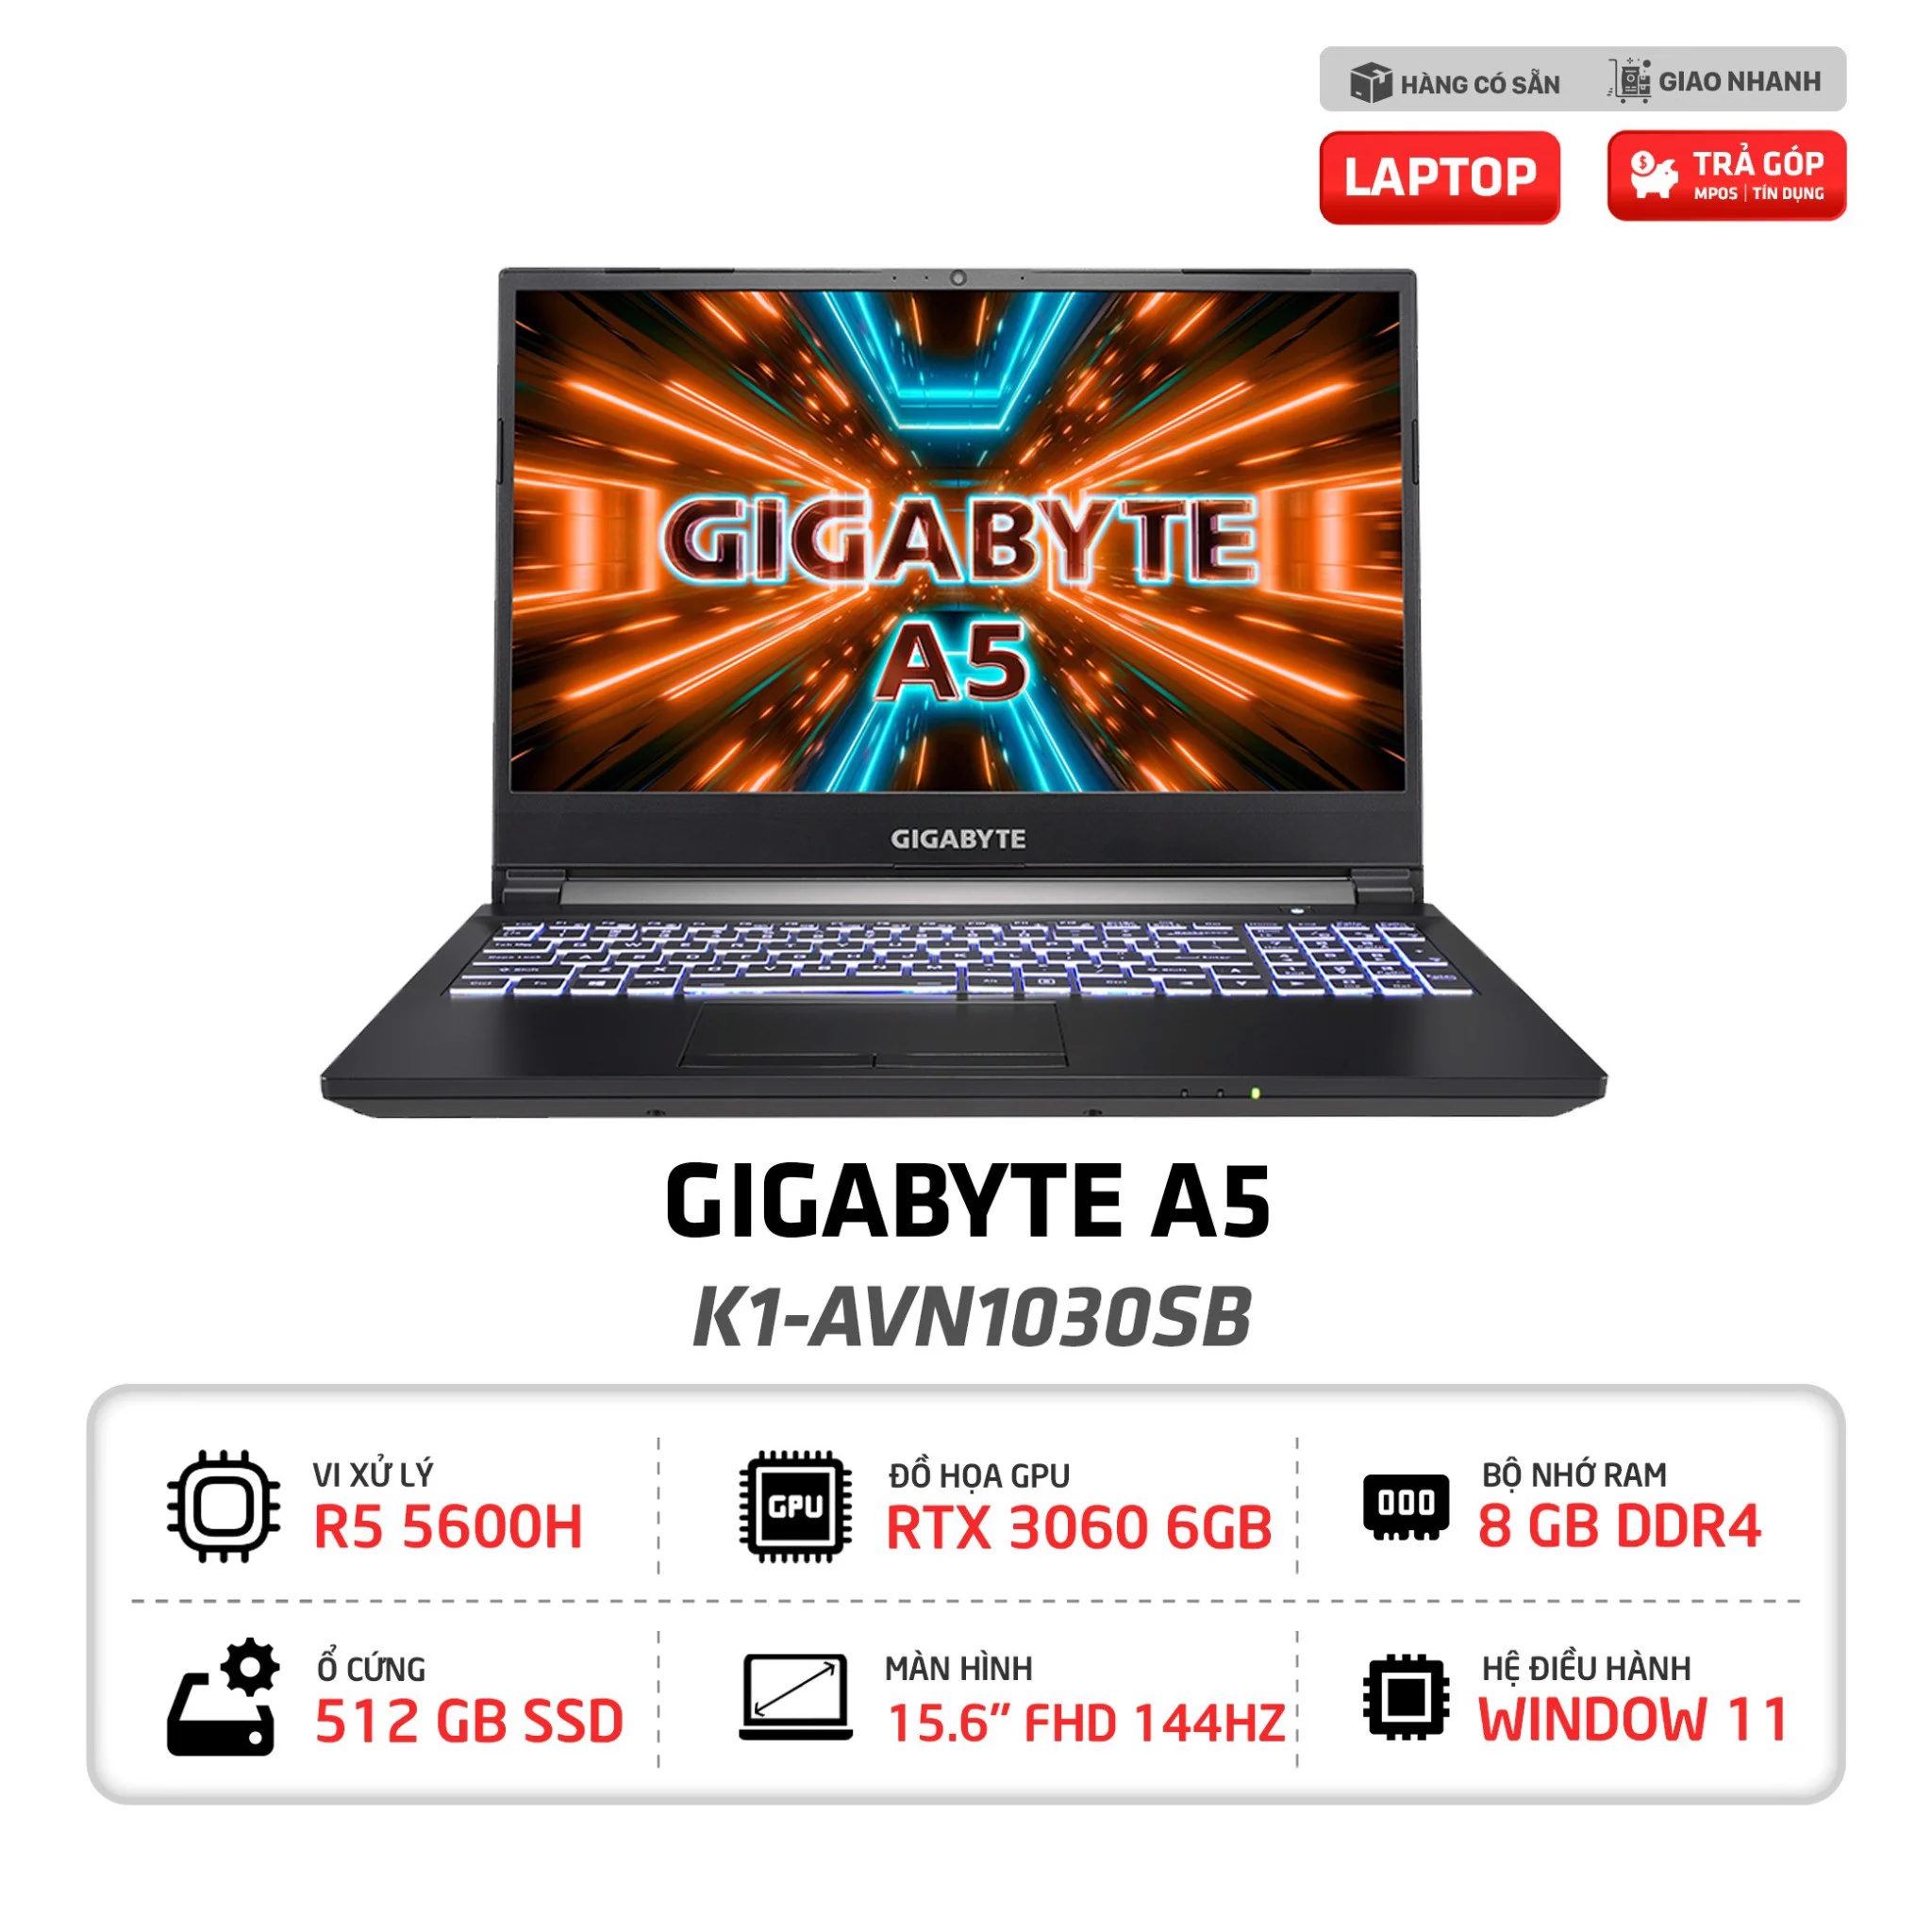 HÀNG CÓ SẴN GIAO NHANH
LAPTOP
TRẢ GÓP
MPOS | TÍN DỤNG
GIGABYTE
A5
GIGABYTE
GIGABYTE A5
K1-AVN1030SB
VI XỬ LÝ
R5 5600H
GPU
ĐỒ HỌA GPU
RTX 3060 6GB
BỘ NHỚ RAM
8 GB DDR4
Ổ CỨNG
512 GB SSD
MÀN HÌNH
15.6” FHD 144HZ
HỆ ĐIỀU HÀNH
WINDOW 11